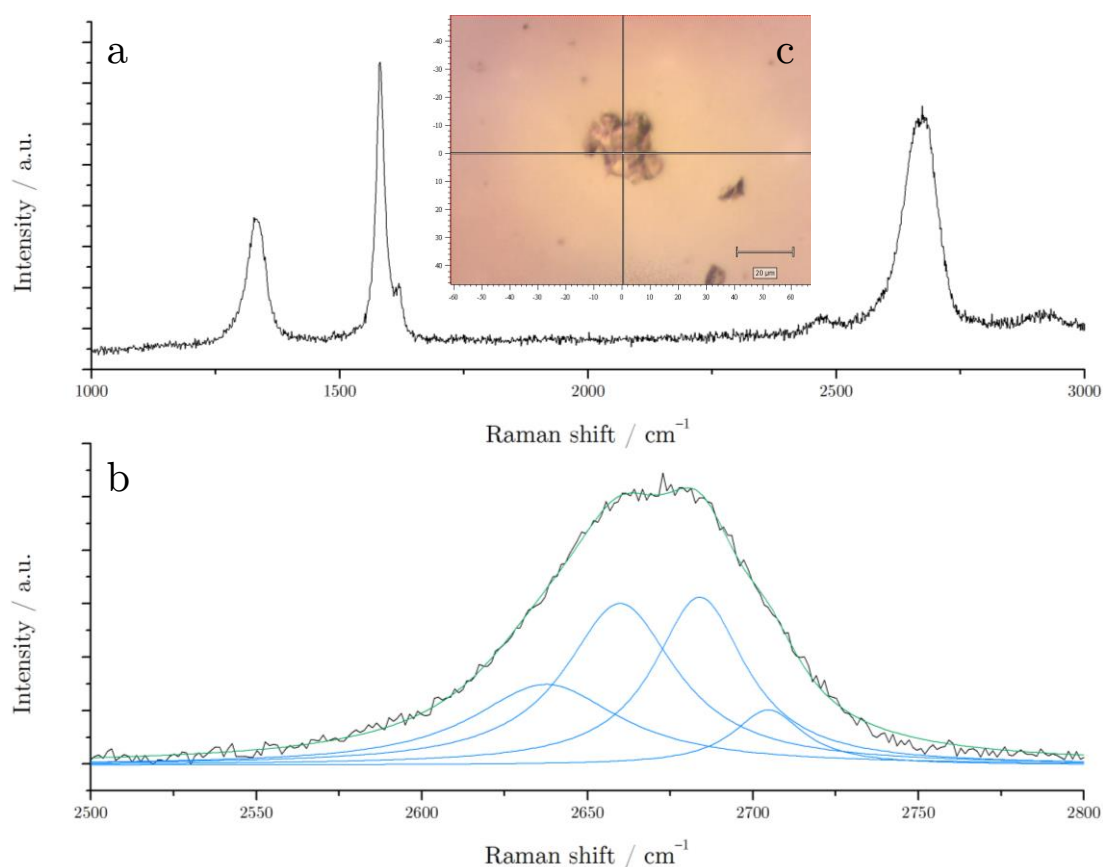 a
c
Intensity / a.u.
-40
-30
-20
-10
0
10
20
30
40
20 µm
-60 -50 -40 -30 -20 -10 0 10 20 30 40 50 60
1000 1500 2000 2500 3000
Raman shift / cm⁻¹
b
Intensity / a.u.
2500 2550 2600 2650 2700 2750 2800
Raman shift / cm⁻¹